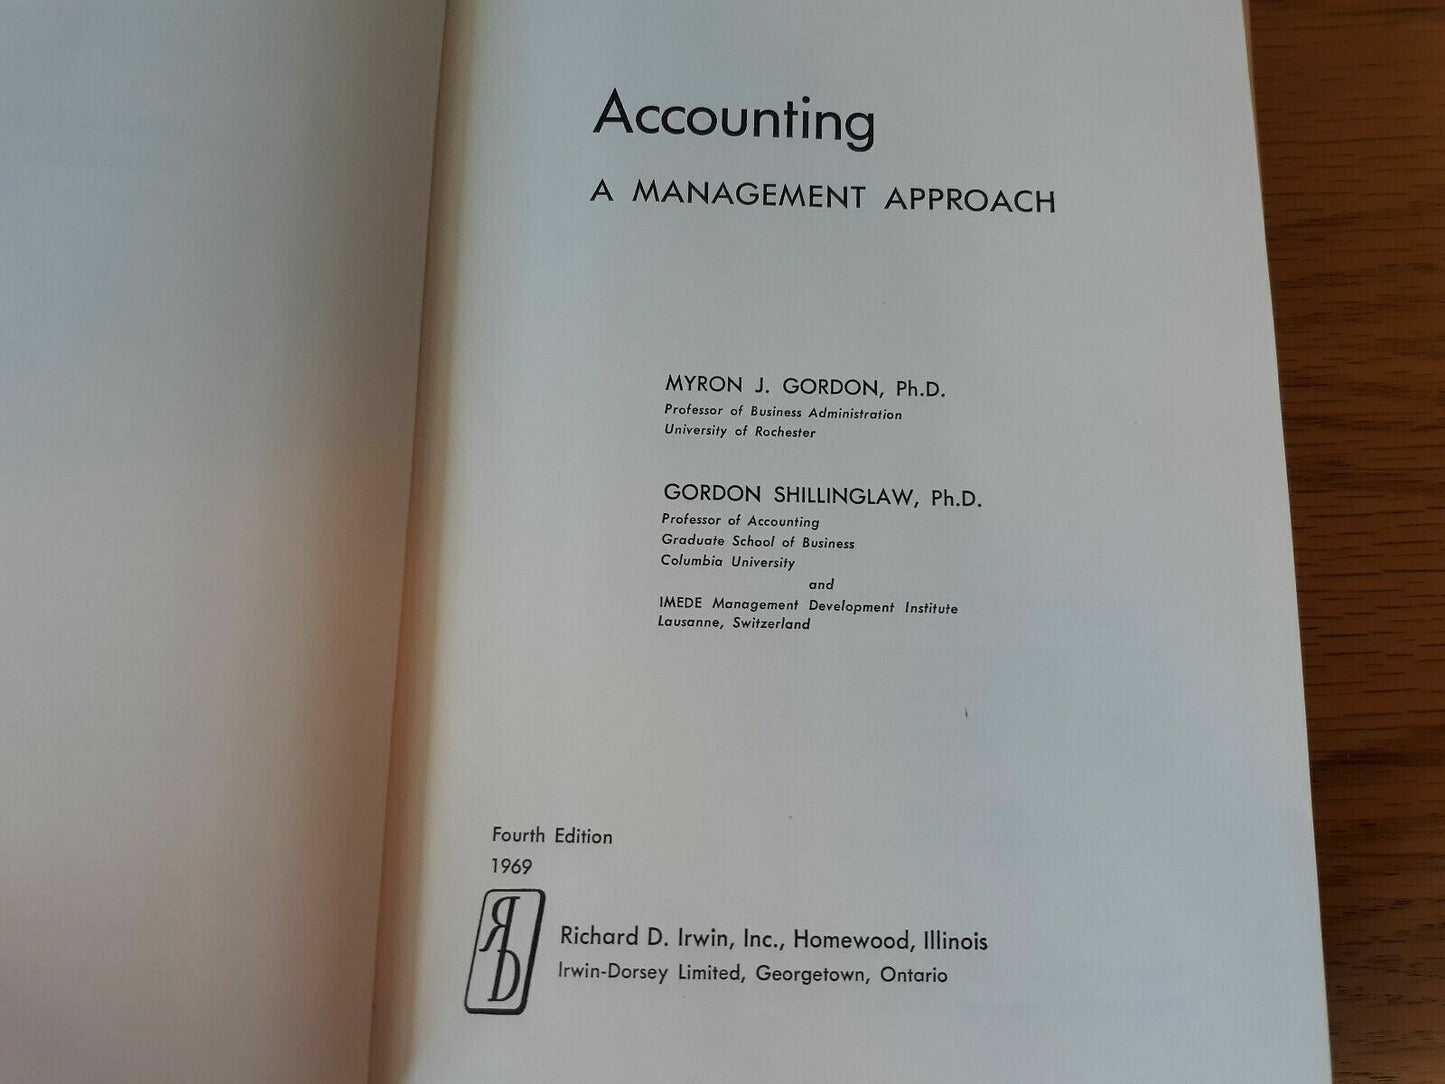 Accounting
A MANAGEMENT APPROACH
MYRON J. GORDON, Ph.D.
Professor of Business Administration
University of Rochester
GORDON SHILLINGLAW, Ph.D.
Professor of Accounting
Graduate School of Business
Columbia University
and
IMEDE Management Development Institute
Lausanne, Switzerland
Fourth Edition
1969
RD
Richard D. Irwin, Inc., Homewood, Illinois
Irwin-Dorsey Limited, Georgetown, Ontario